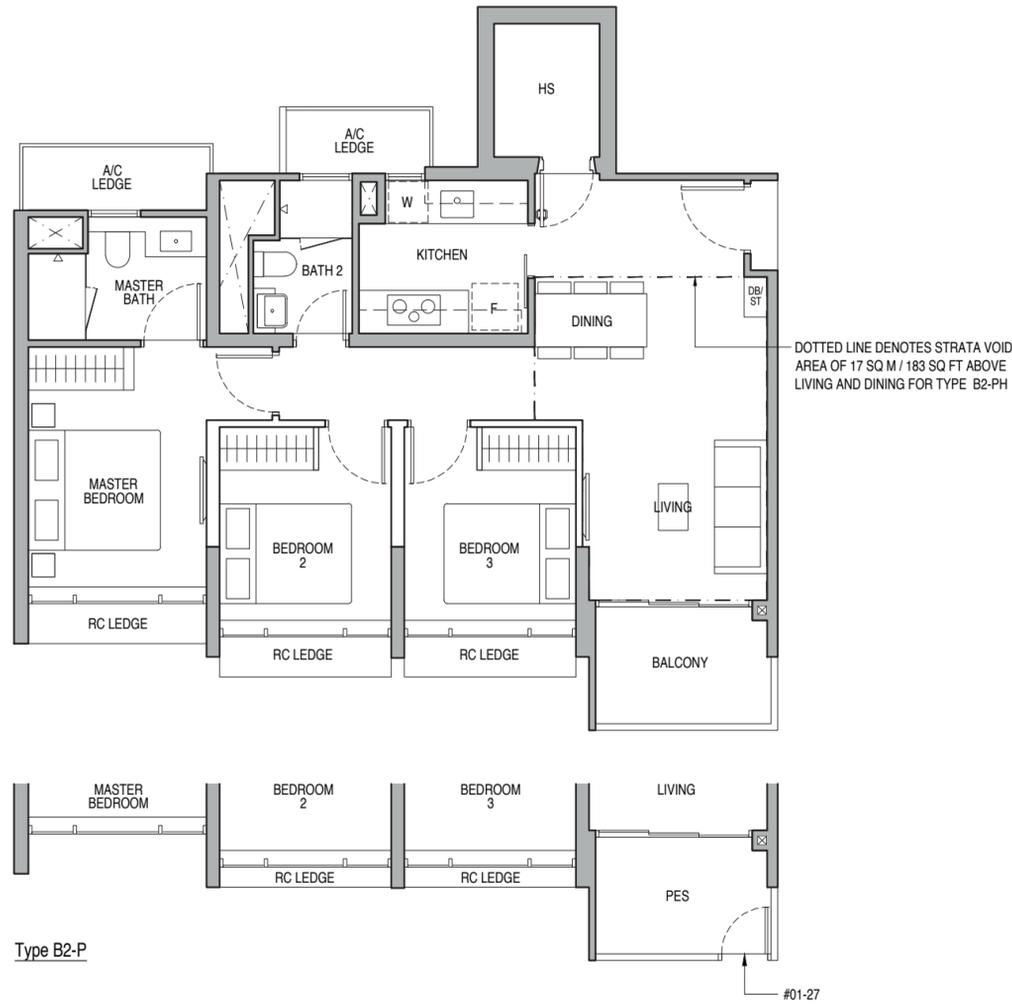 HS
A/C
LEDGE
A/C
LEDGE
W
KITCHEN
BATH 2
MASTER
BATH
F
DINING
DB/
ST
DOTTED LINE DENOTES STRATA VOID
AREA OF 17 SQ M / 183 SQ FT ABOVE
LIVING AND DINING FOR TYPE B2-PH
MASTER
BEDROOM
BEDROOM
2
BEDROOM
3
LIVING
RC LEDGE
RC LEDGE
RC LEDGE
BALCONY
MASTER
BEDROOM
BEDROOM
2
BEDROOM
3
LIVING
RC LEDGE
RC LEDGE
PES
Type B2-P
#01-27